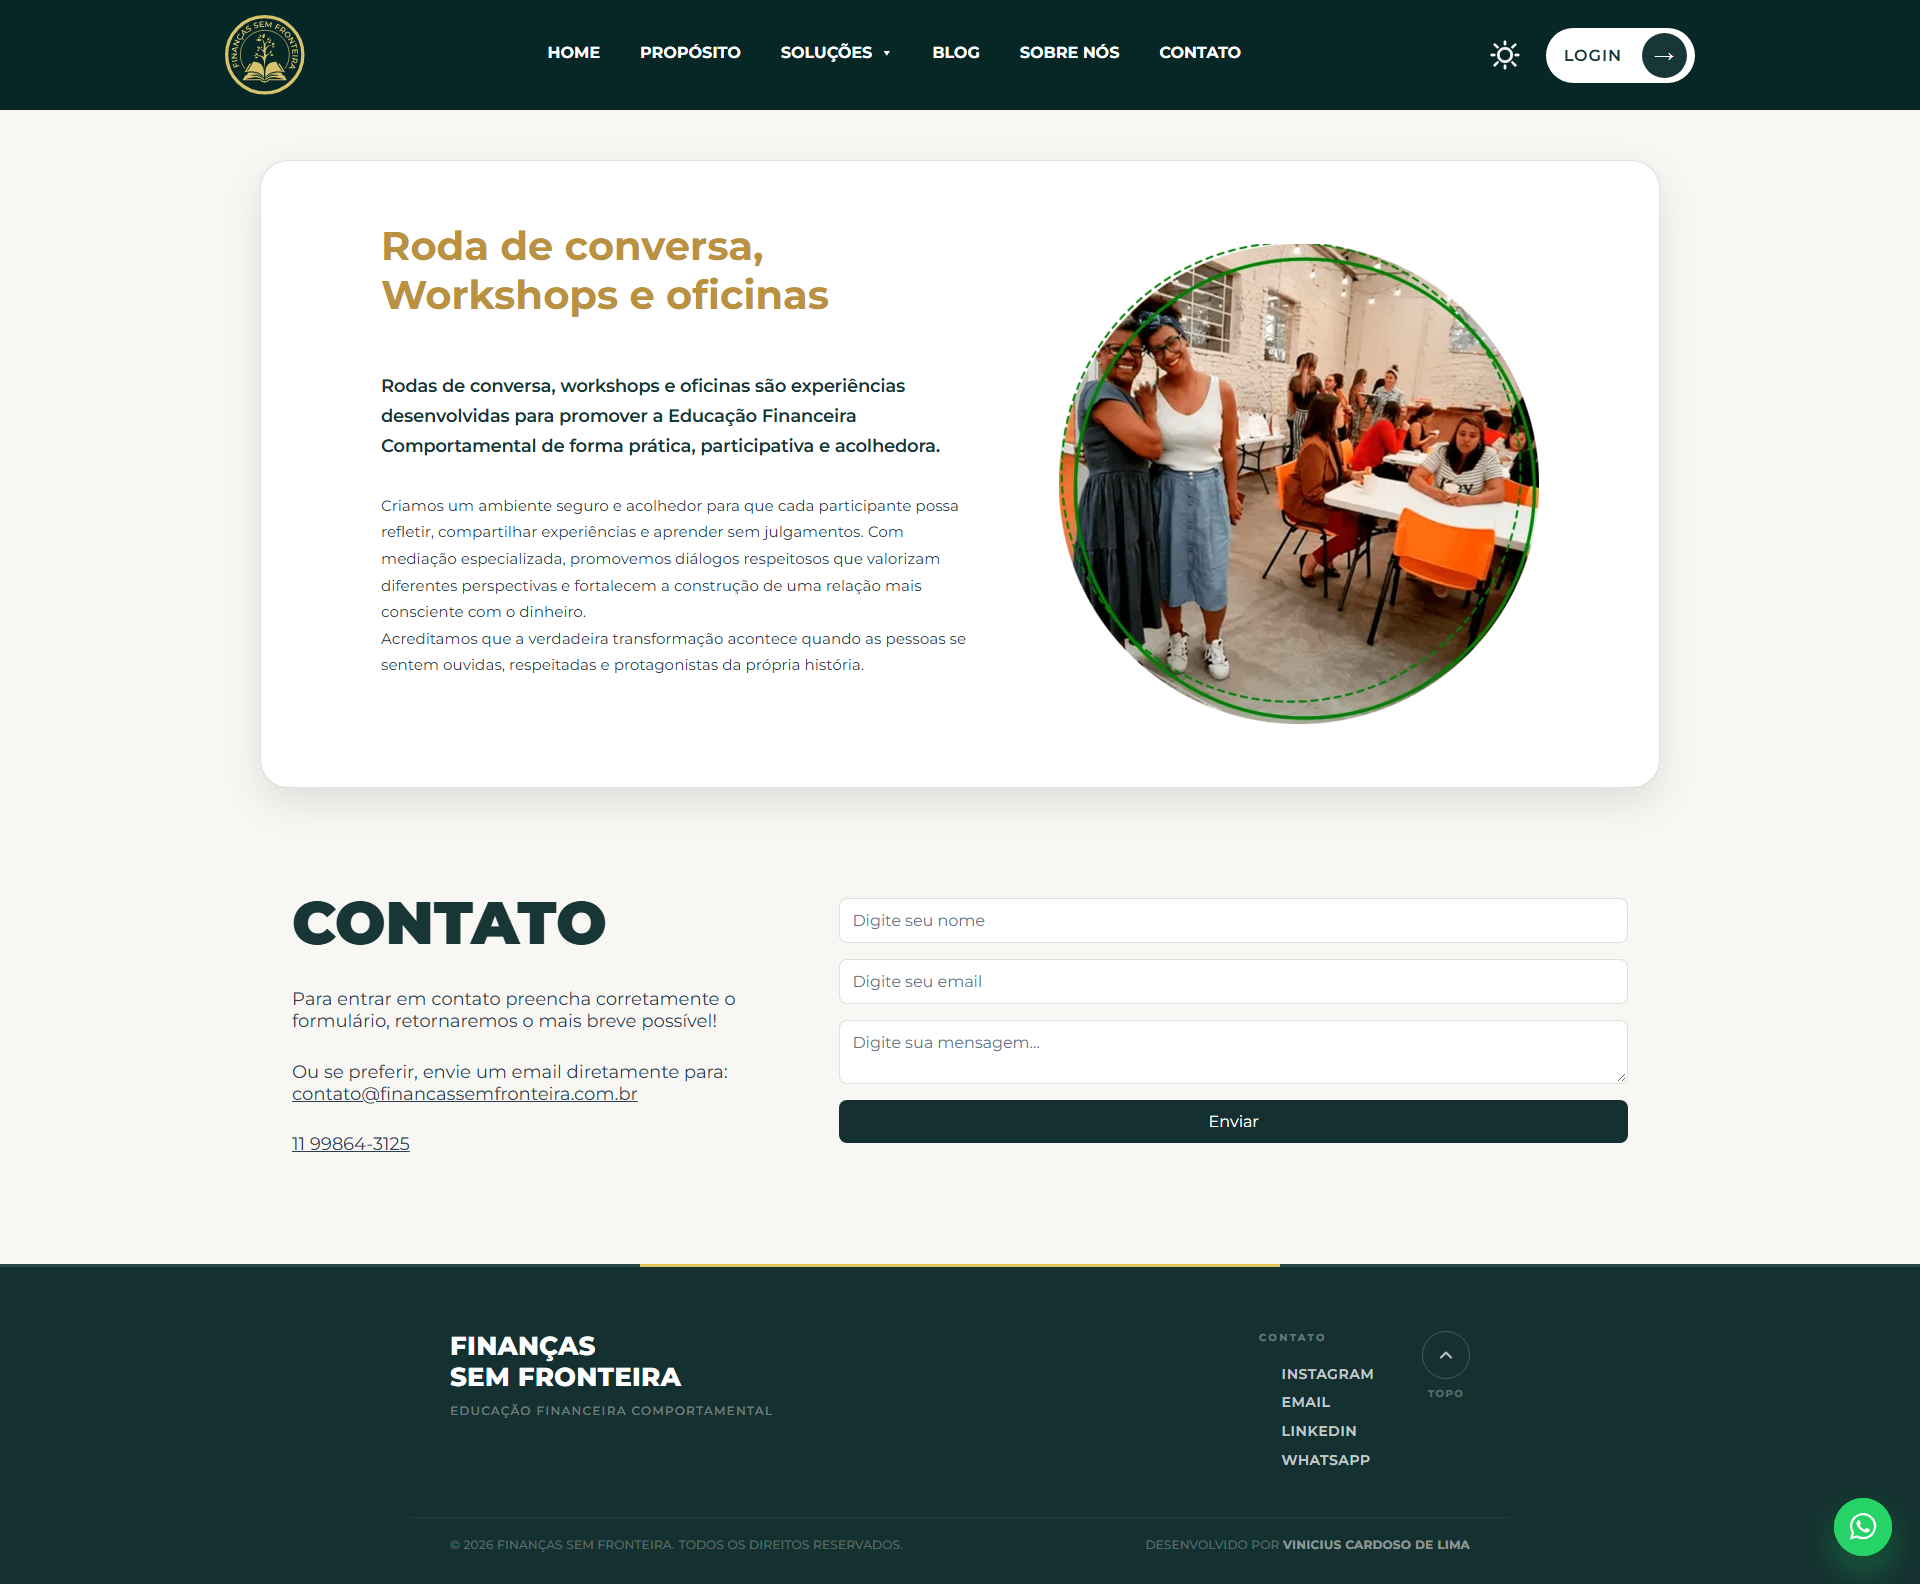 FINANÇAS SEM FRONTEIRA
HOME
PROPÓSITO
SOLUÇÕES
BLOG
SOBRE NÓS
CONTATO
LOGIN
Roda de conversa,
Workshops e oficinas
Rodas de conversa, workshops e oficinas são experiências
desenvolvidas para promover a Educação Financeira
Comportamental de forma prática, participativa e acolhedora.
Criamos um ambiente seguro e acolhedor para que cada participante possa
refletir, compartilhar experiências e aprender sem julgamentos. Com
mediação especializada, promovemos diálogos respeitosos que valorizam
diferentes perspectivas e fortalecem a construção de uma relação mais
consciente com o dinheiro.
Acreditamos que a verdadeira transformação acontece quando as pessoas se
sentem ouvidas, respeitadas e protagonistas da própria história.
CONTATO
Para entrar em contato preencha corretamente o
formulário, retornaremos o mais breve possível!
Ou se preferir, envie um email diretamente para:
contato@financassemfronteira.com.br
11 99864-3125
Digite seu nome
Digite seu email
Digite sua mensagem...
Enviar
FINANÇAS
SEM FRONTEIRA
EDUCAÇÃO FINANCEIRA COMPORTAMENTAL
CONTATO
INSTAGRAM
EMAIL
LINKEDIN
WHATSAPP
TOPO
© 2026 FINANÇAS SEM FRONTEIRA. TODOS OS DIREITOS RESERVADOS.
DESENVOLVIDO POR VINICIUS CARDOSO DE LIMA